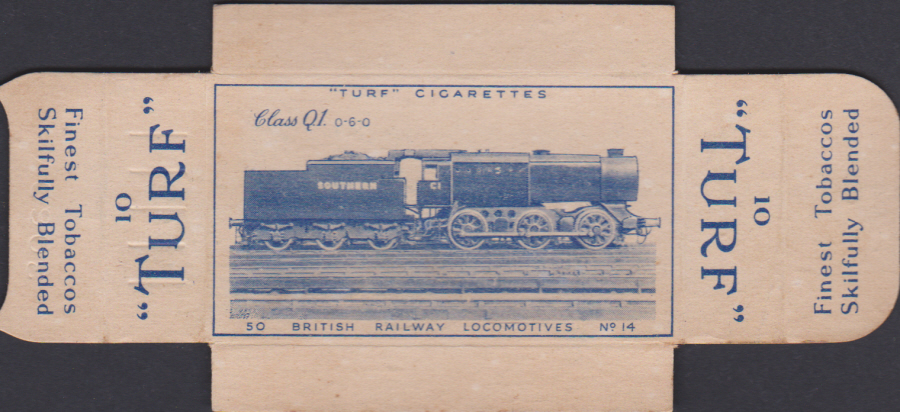 Finest Tobaccos
Skilfully Blended
10
"TURF"
"TURF" CIGARETTES
Class Q1. 0-6-0
SOUTHERN
C1
50 BRITISH RAILWAY LOCOMOTIVES Nº 14
10
"TURF"
Finest Tobaccos
Skilfully Blended